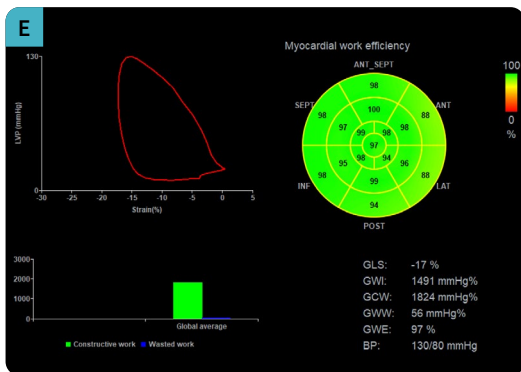 E
Myocardial work efficiency
130
LVP (mmHg)
0
-30 -25 -20 -15 -10 -5 0 5
Strain(%)
ANT_SEPT
SEPT
ANT
INF
LAT
POST
98
98
100
88
97
99
98
98
97
95
98
94
96
98
99
88
94
100
0
%
3000
2000
1000
0
Global average
Constructive work
Wasted work
GLS: -17 %
GWI: 1491 mmHg%
GCW: 1824 mmHg%
GWW: 56 mmHg%
GWE: 97 %
BP: 130/80 mmHg